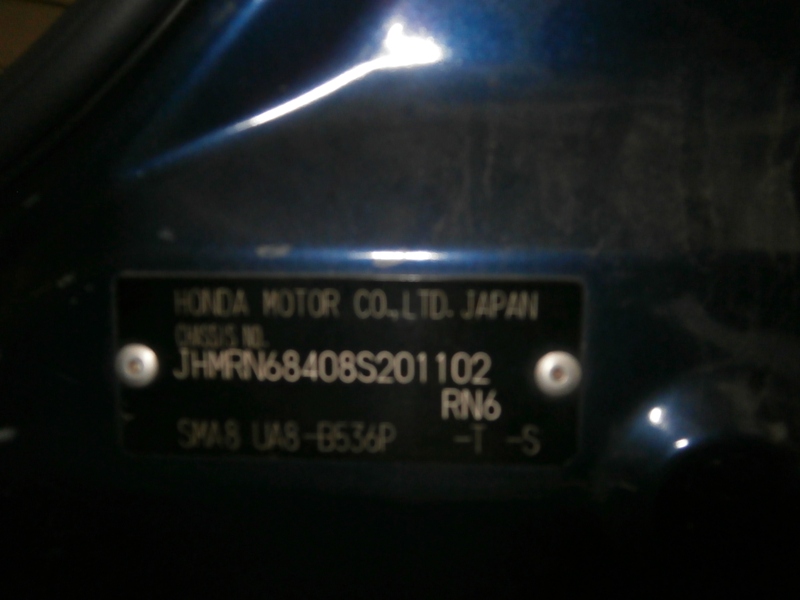 HONDA MOTOR CO.,LTD. JAPAN
CHASSIS NO.
JHMRN68408S201102
RN6
SMA8 UA8-B536P -T -S